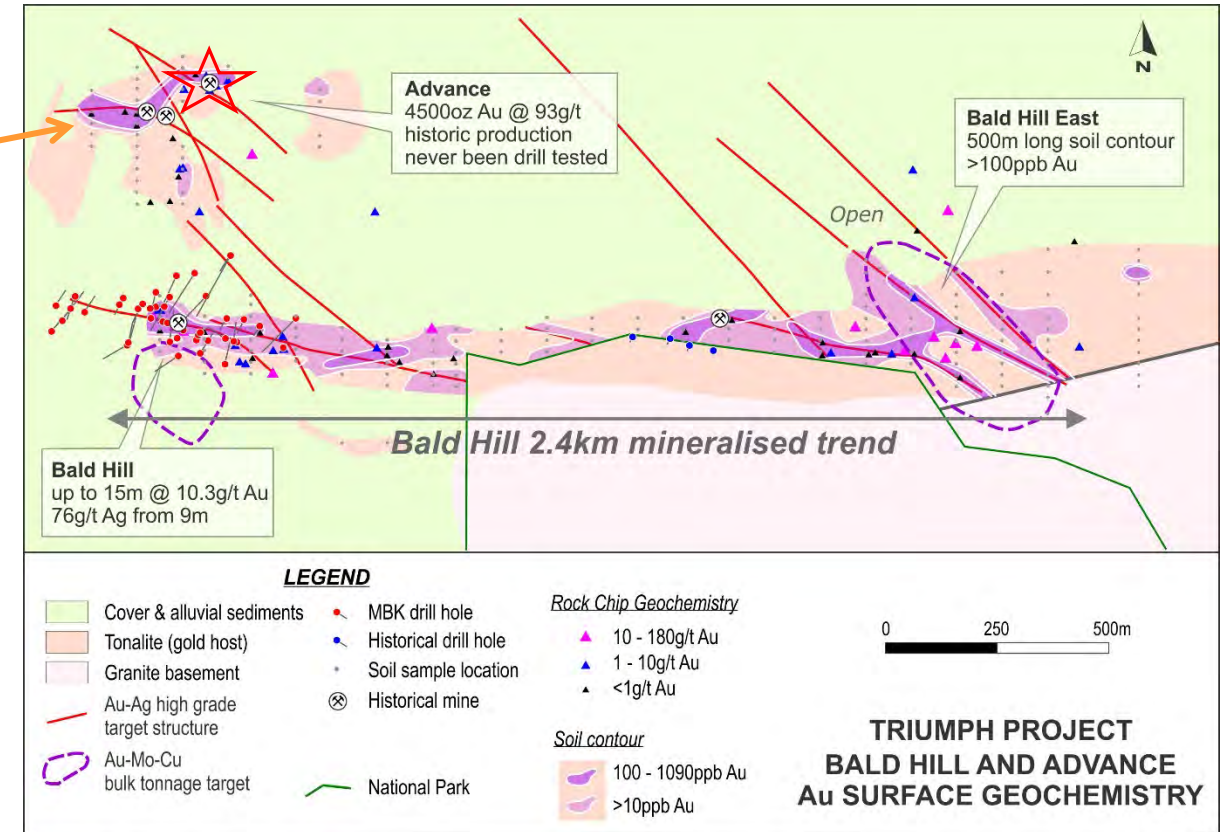 N
Advance
4500oz Au @ 93g/t
historic production
never been drill tested
Bald Hill East
500m long soil contour
>100ppb Au
Open
Bald Hill 2.4km mineralised trend
Bald Hill
up to 15m @ 10.3g/t Au
76g/t Ag from 9m
LEGEND
Cover & alluvial sediments
Tonalite (gold host)
Granite basement
Au-Ag high grade
target structure
Au-Mo-Cu
bulk tonnage target
MBK drill hole
Historical drill hole
Soil sample location
Historical mine
National Park
Rock Chip Geochemistry
10 - 180g/t Au
1 - 10g/t Au
<1g/t Au
Soil contour
100 - 1090ppb Au
>10ppb Au
0 250 500m
TRIUMPH PROJECT
BALD HILL AND ADVANCE
Au SURFACE GEOCHEMISTRY